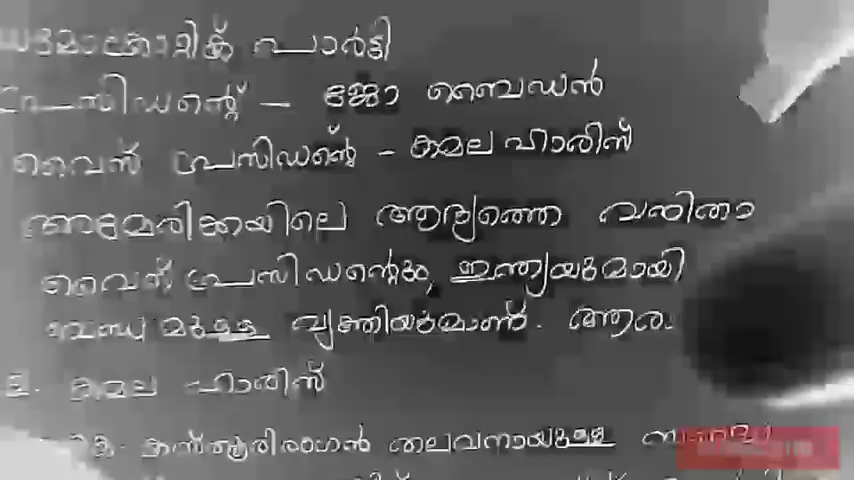 ഡെമോക്രാറ്റിക് പാർട്ടി
പ്രസിഡന്റ് - ജോ ബൈഡൻ
വൈസ് പ്രസിഡന്റ് - കമല ഹാരിസ്
അമേരിക്കയിലെ ആദ്യത്തെ വനിതാ
വൈസ് പ്രസിഡന്റും, ഇന്ത്യയുമായി
ബന്ധമുള്ള വ്യക്തിയുമാണ്. ആര.
ഉ. കമല ഹാരിസ്
കസ്തൂരിരംഗൻ തലവനായുള്ള